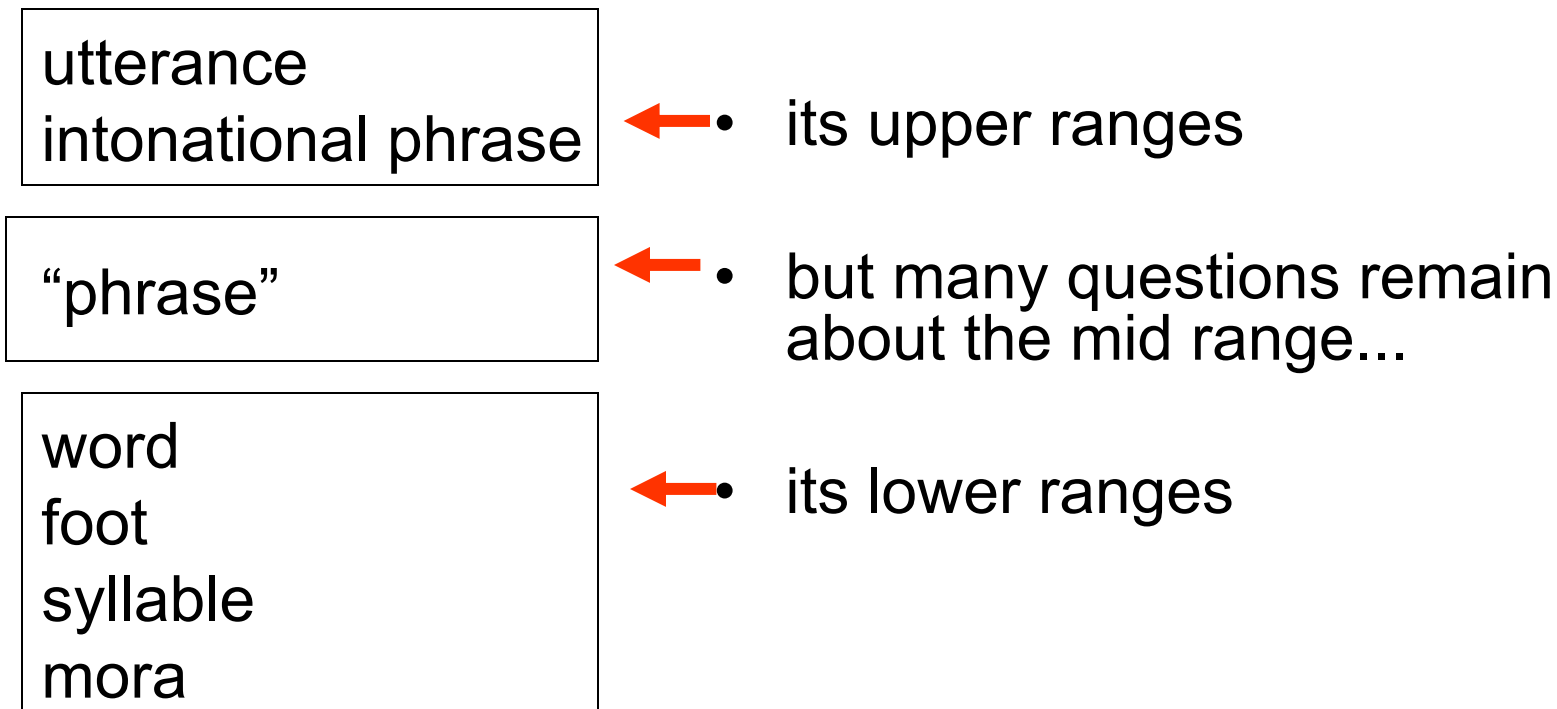 utterance
intonational phrase
• its upper ranges
“phrase”
• but many questions remain
about the mid range...
word
foot
syllable
mora
• its lower ranges